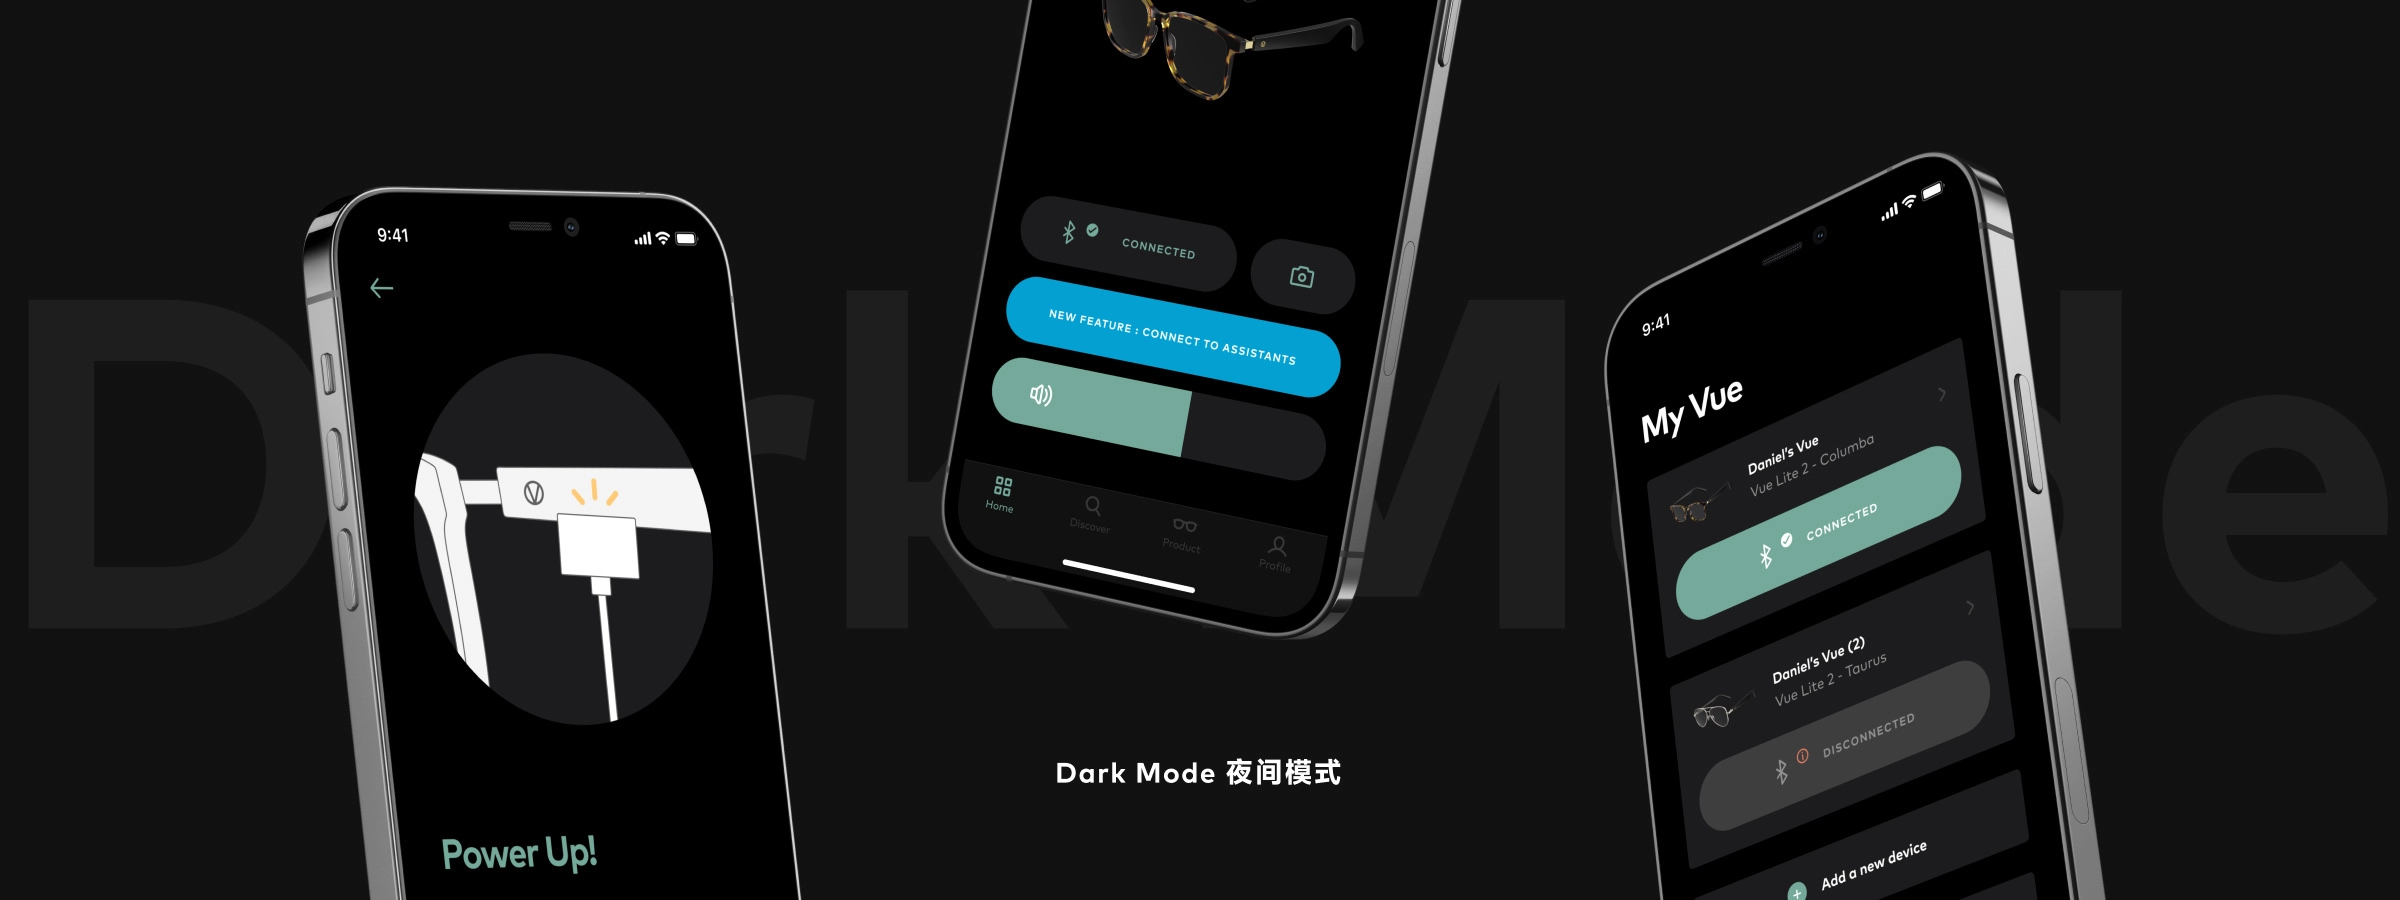 Dark Mode
9:41
Power Up!
CONNECTED
NEW FEATURE : CONNECT TO ASSISTANTS
Home
Discover
Product
Profile
Dark Mode 夜间模式
9:41
My Vue
Daniel's Vue
Vue Lite 2 - Columba
CONNECTED
Daniel's Vue (2)
Vue Lite 2 - Taurus
DISCONNECTED
Add a new device